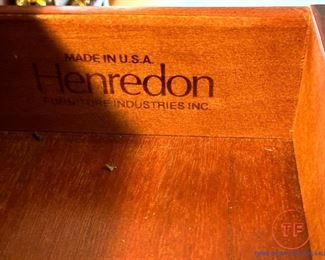 MADE IN U.S.A.
Henredon
FURNITURE INDUSTRIES INC.
TF